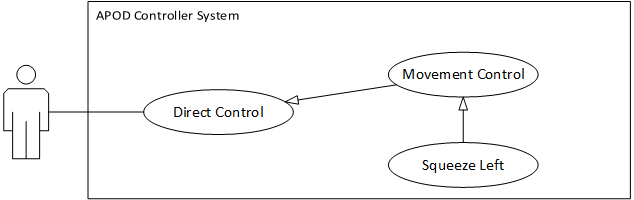 APOD Controller System
Movement Control
Direct Control
Squeeze Left